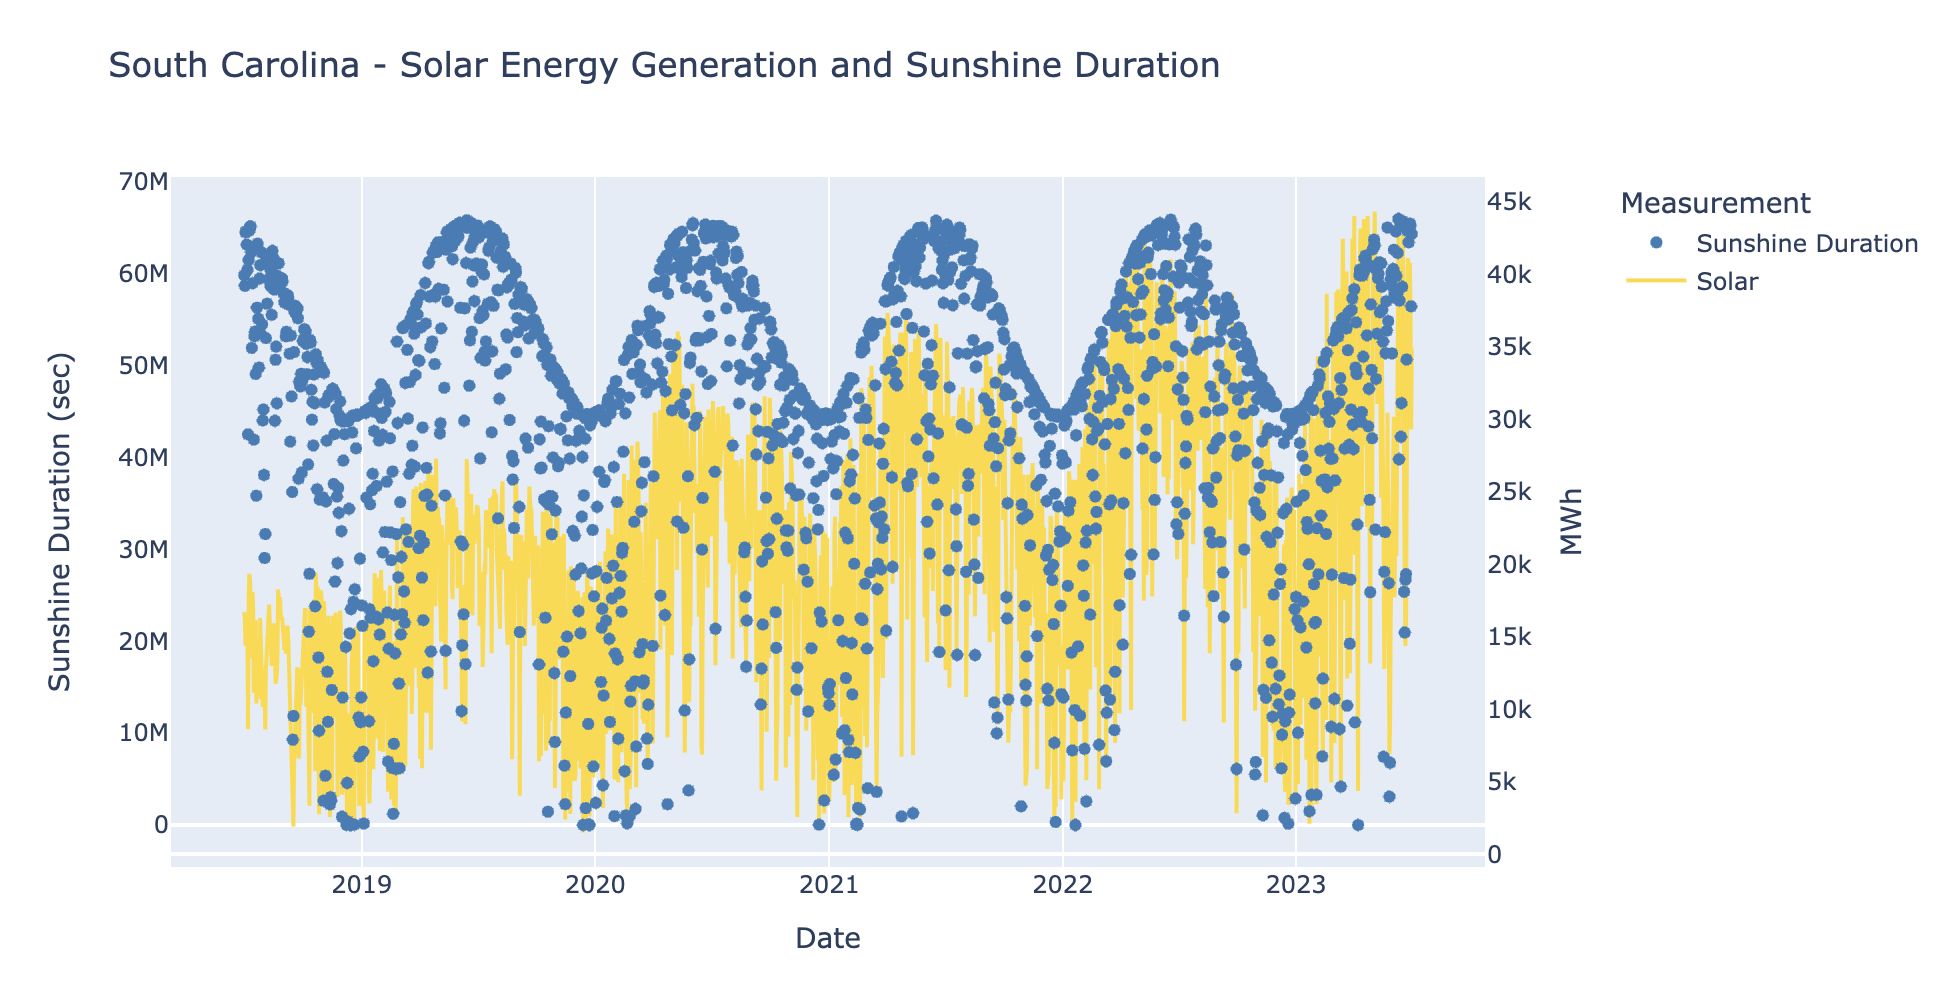 South Carolina - Solar Energy Generation and Sunshine Duration
70M
60M
50M
40M
30M
20M
10M
0
Sunshine Duration (sec)
45k
40k
35k
30k
25k
20k
15k
10k
5k
0
MWh
2019
2020
2021
2022
2023
Date
Measurement
Sunshine Duration
Solar